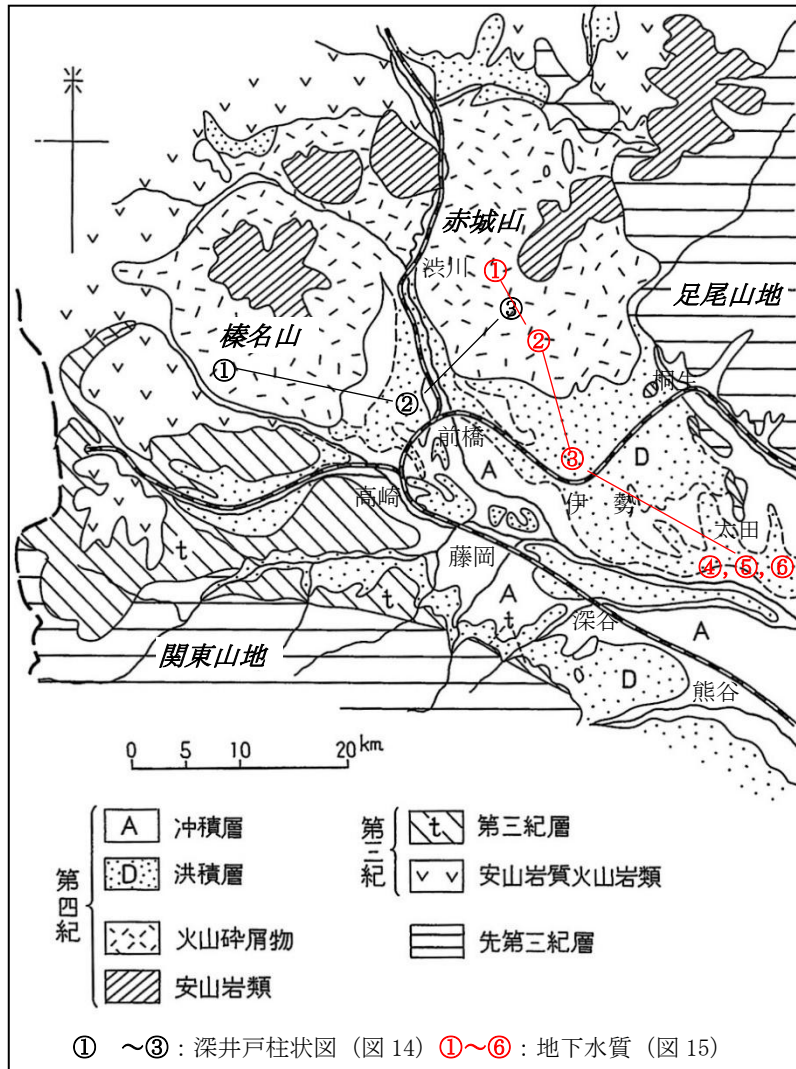 赤城山
渋川
①
③
足尾山地
榛名山
①
②
桐生
②
前橋
③
D
A
高崎
伊 勢
太田
藤岡
④, ⑤, ⑥
t
A
t
深谷
A
t
関東山地
D
熊谷
0 5 10 20 km
第四紀
A 冲積層
D 洪積層
火山砕屑物
安山岩類
第三紀
t 第三紀層
安山岩質火山岩類
先第三紀層
① ~③：深井戸柱状図（図 14）①～⑥：地下水質（図 15）